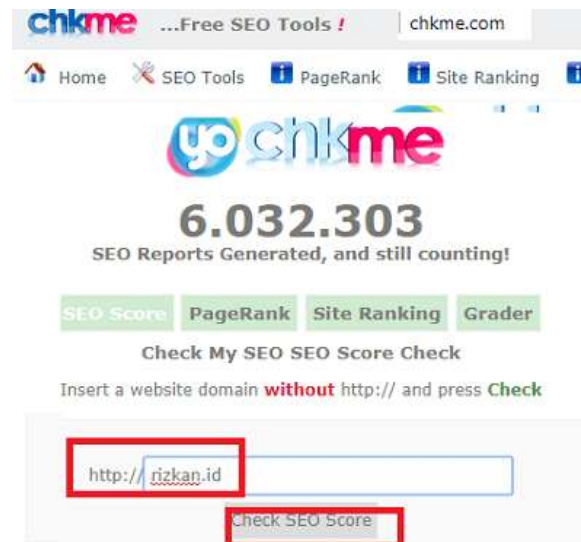 chkme ...Free SEO Tools ! chkme.com
Home SEO Tools PageRank Site Ranking
yo chkme
6.032.303
SEO Reports Generated, and still counting!
SEO Score PageRank Site Ranking Grader
Check My SEO SEO Score Check
Insert a website domain without http:// and press Check
http:// rizkan.id
Check SEO Score